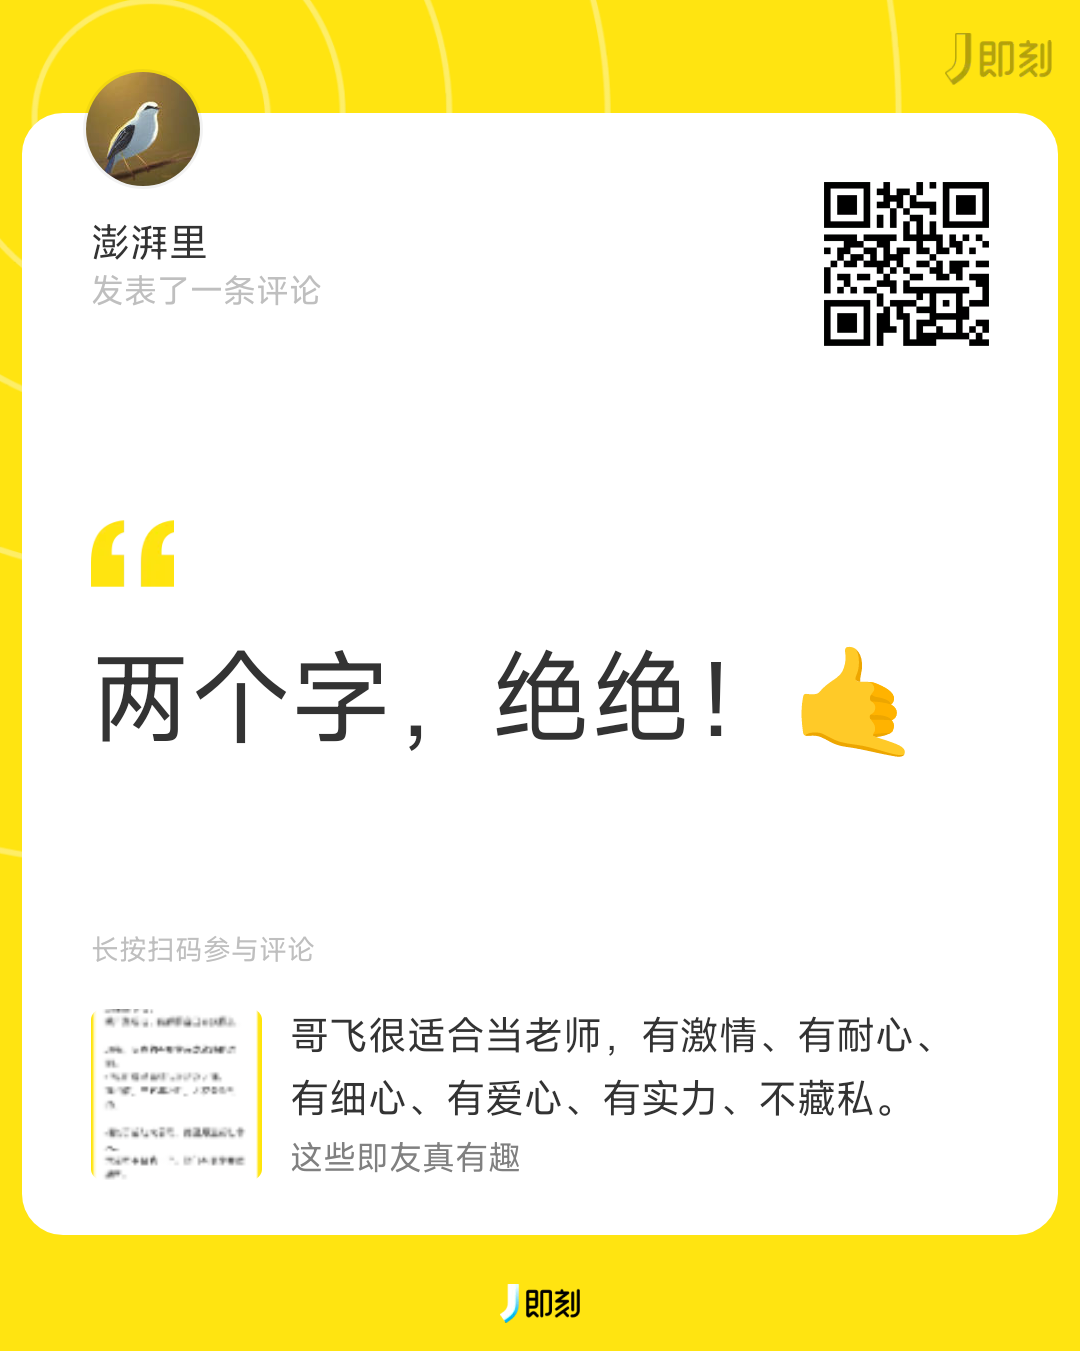 即刻
澎湃里
发表了一条评论
两个字，绝绝！🤙
长按扫码参与评论
哥飞很适合当老师，有激情、有耐心、
有细心、有爱心、有实力、不藏私。
这些即友真有趣
即刻